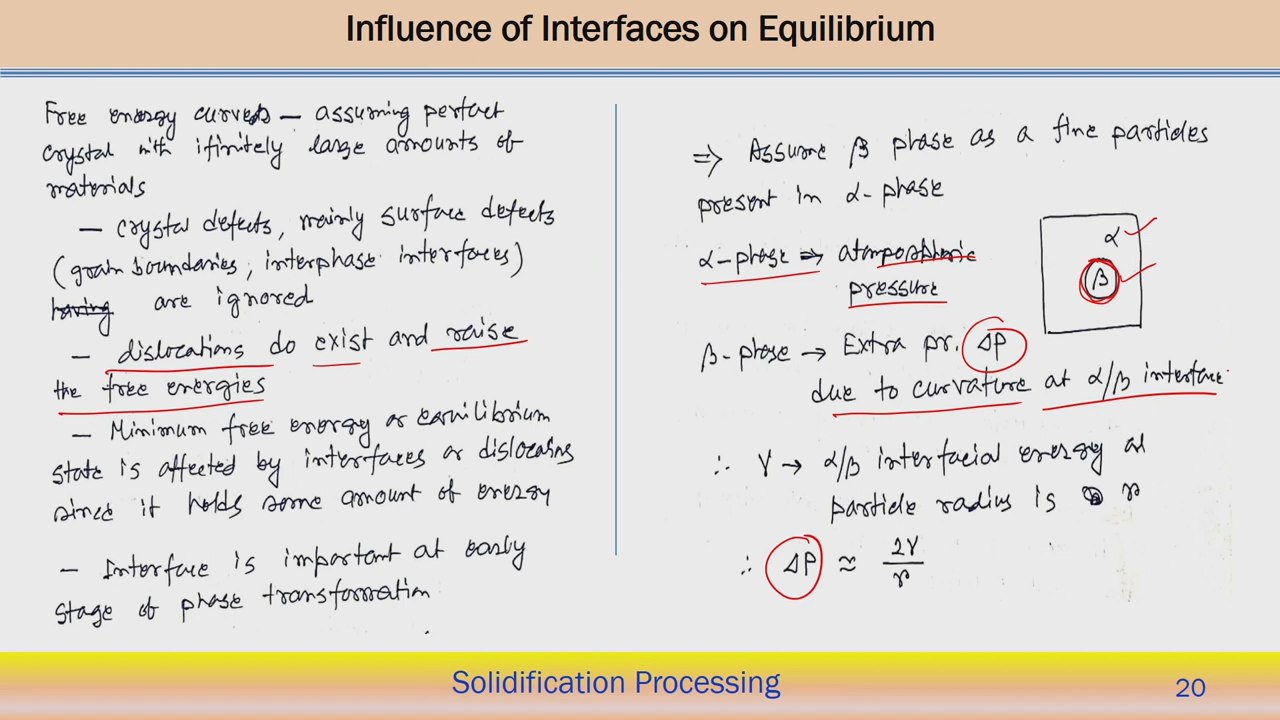 Influence of Interfaces on Equilibrium
Free energy curves — assuming perfect
crystal with ifinitely large amounts of
materials
— crystal defects, mainly surface defects
(grain boundaries, interphase interfaces)
having are ignored
— dislocations do exist and raise
the free energies
— Minimum free energy or equilibrium
state is affected by interfaces or dislocations
since it holds some amount of energy
— Interface is important at early
stage of phase transformation
⇒ Assume β phase as a fine particles
present in α-phase
α-phase ⇒ atompospheric
pressure
α
β
β-phase → Extra pr. ΔP
due to curvature at α/β interface
∴ γ → α/β interfacial energy at
particle radius is r
∴ ΔP ≈ 2γ/r
Solidification Processing
20